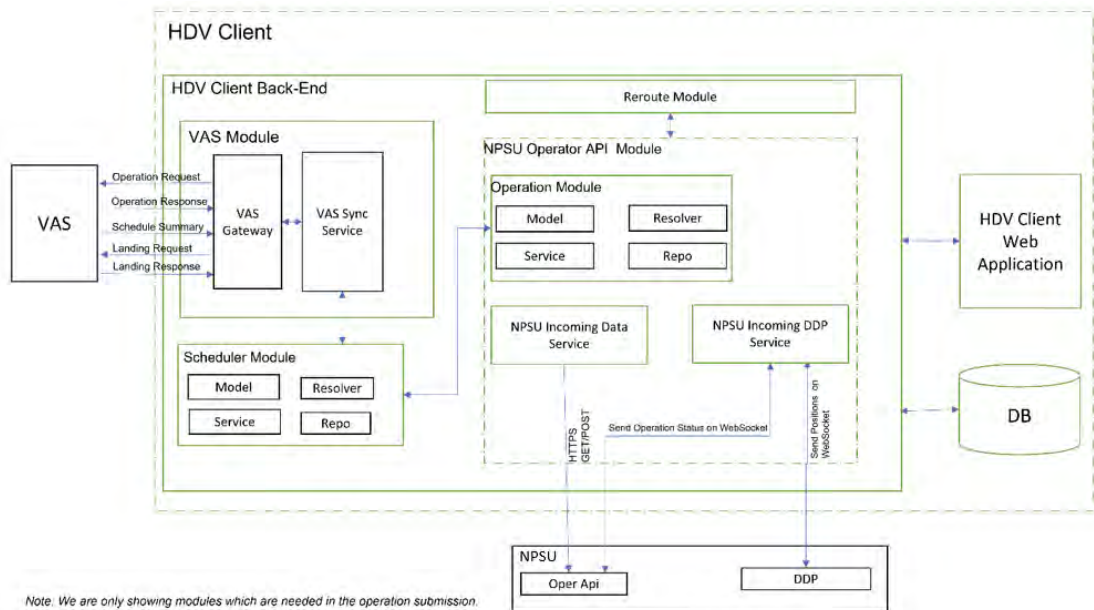 HDV Client
HDV Client Back-End
Reroute Module
VAS Module
NPSU Operator API Module
VAS
Operation Request
Operation Response
Schedule Summary
Landing Request
Landing Response
VAS
Gateway
VAS Sync
Service
Operation Module
Model
Resolver
Service
Repo
HDV Client
Web
Application
NPSU Incoming Data
Service
NPSU Incoming DDP
Service
Scheduler Module
Model
Resolver
Service
Repo
HTTPS
GET/POST
Send Operation Status on WebSocket
Send Positions on
WebSocket
DB
NPSU
Oper Api
DDP
Note: We are only showing modules which are needed in the operation submission.